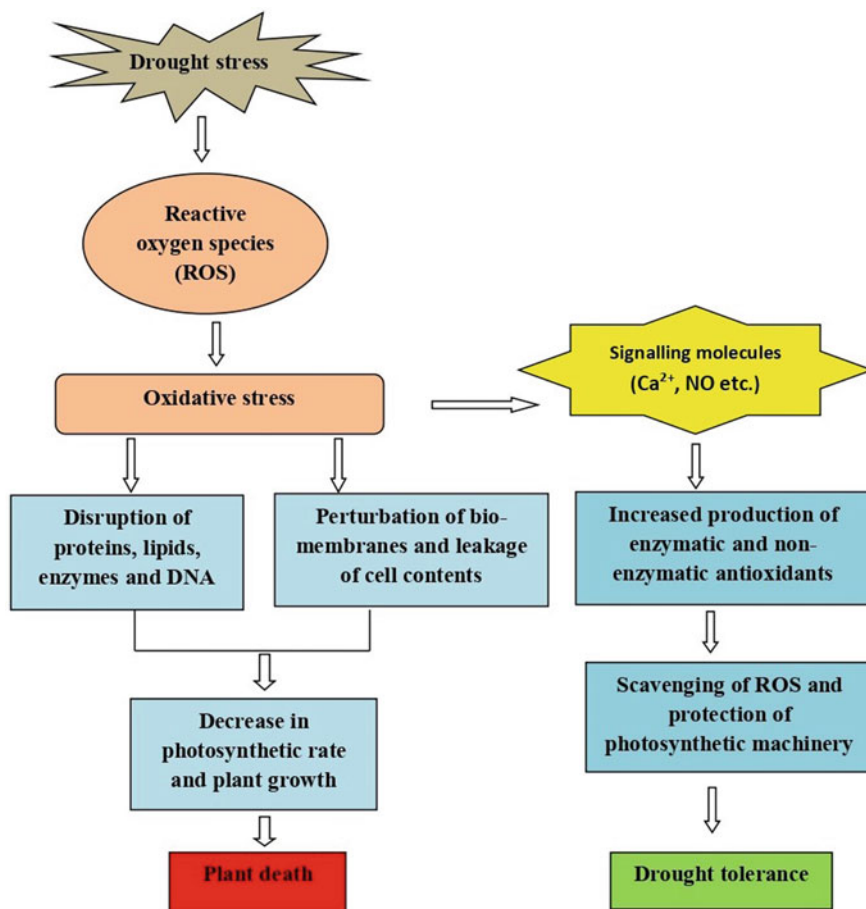 Drought stress
Reactive
oxygen species
(ROS)
Oxidative stress
Signalling molecules
(Ca²⁺, NO etc.)
Disruption of
proteins, lipids,
enzymes and DNA
Perturbation of bio-
membranes and leakage
of cell contents
Increased production of
enzymatic and non-
enzymatic antioxidants
Decrease in
photosynthetic rate
and plant growth
Scavenging of ROS and
protection of
photosynthetic machinery
Plant death
Drought tolerance